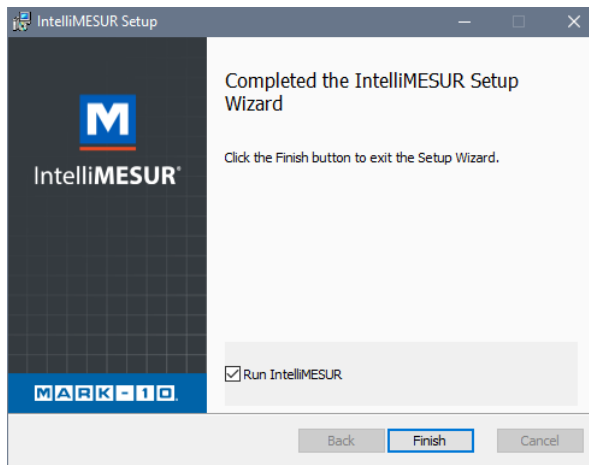 IntelliMESUR Setup
Completed the IntelliMESUR Setup
Wizard
Click the Finish button to exit the Setup Wizard.
M
IntelliMESUR®
Run IntelliMESUR
MARK-10
Back
Finish
Cancel